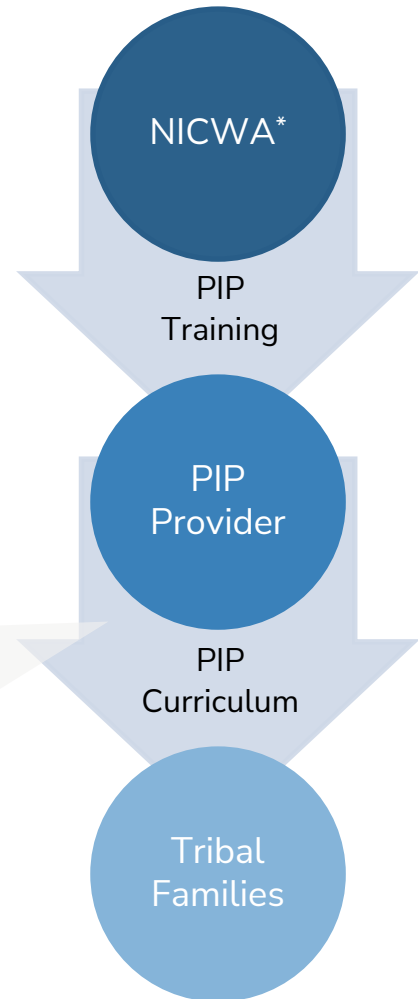 NICWA*
PIP
Training
PIP
Provider
PIP
Curriculum
Tribal
Families